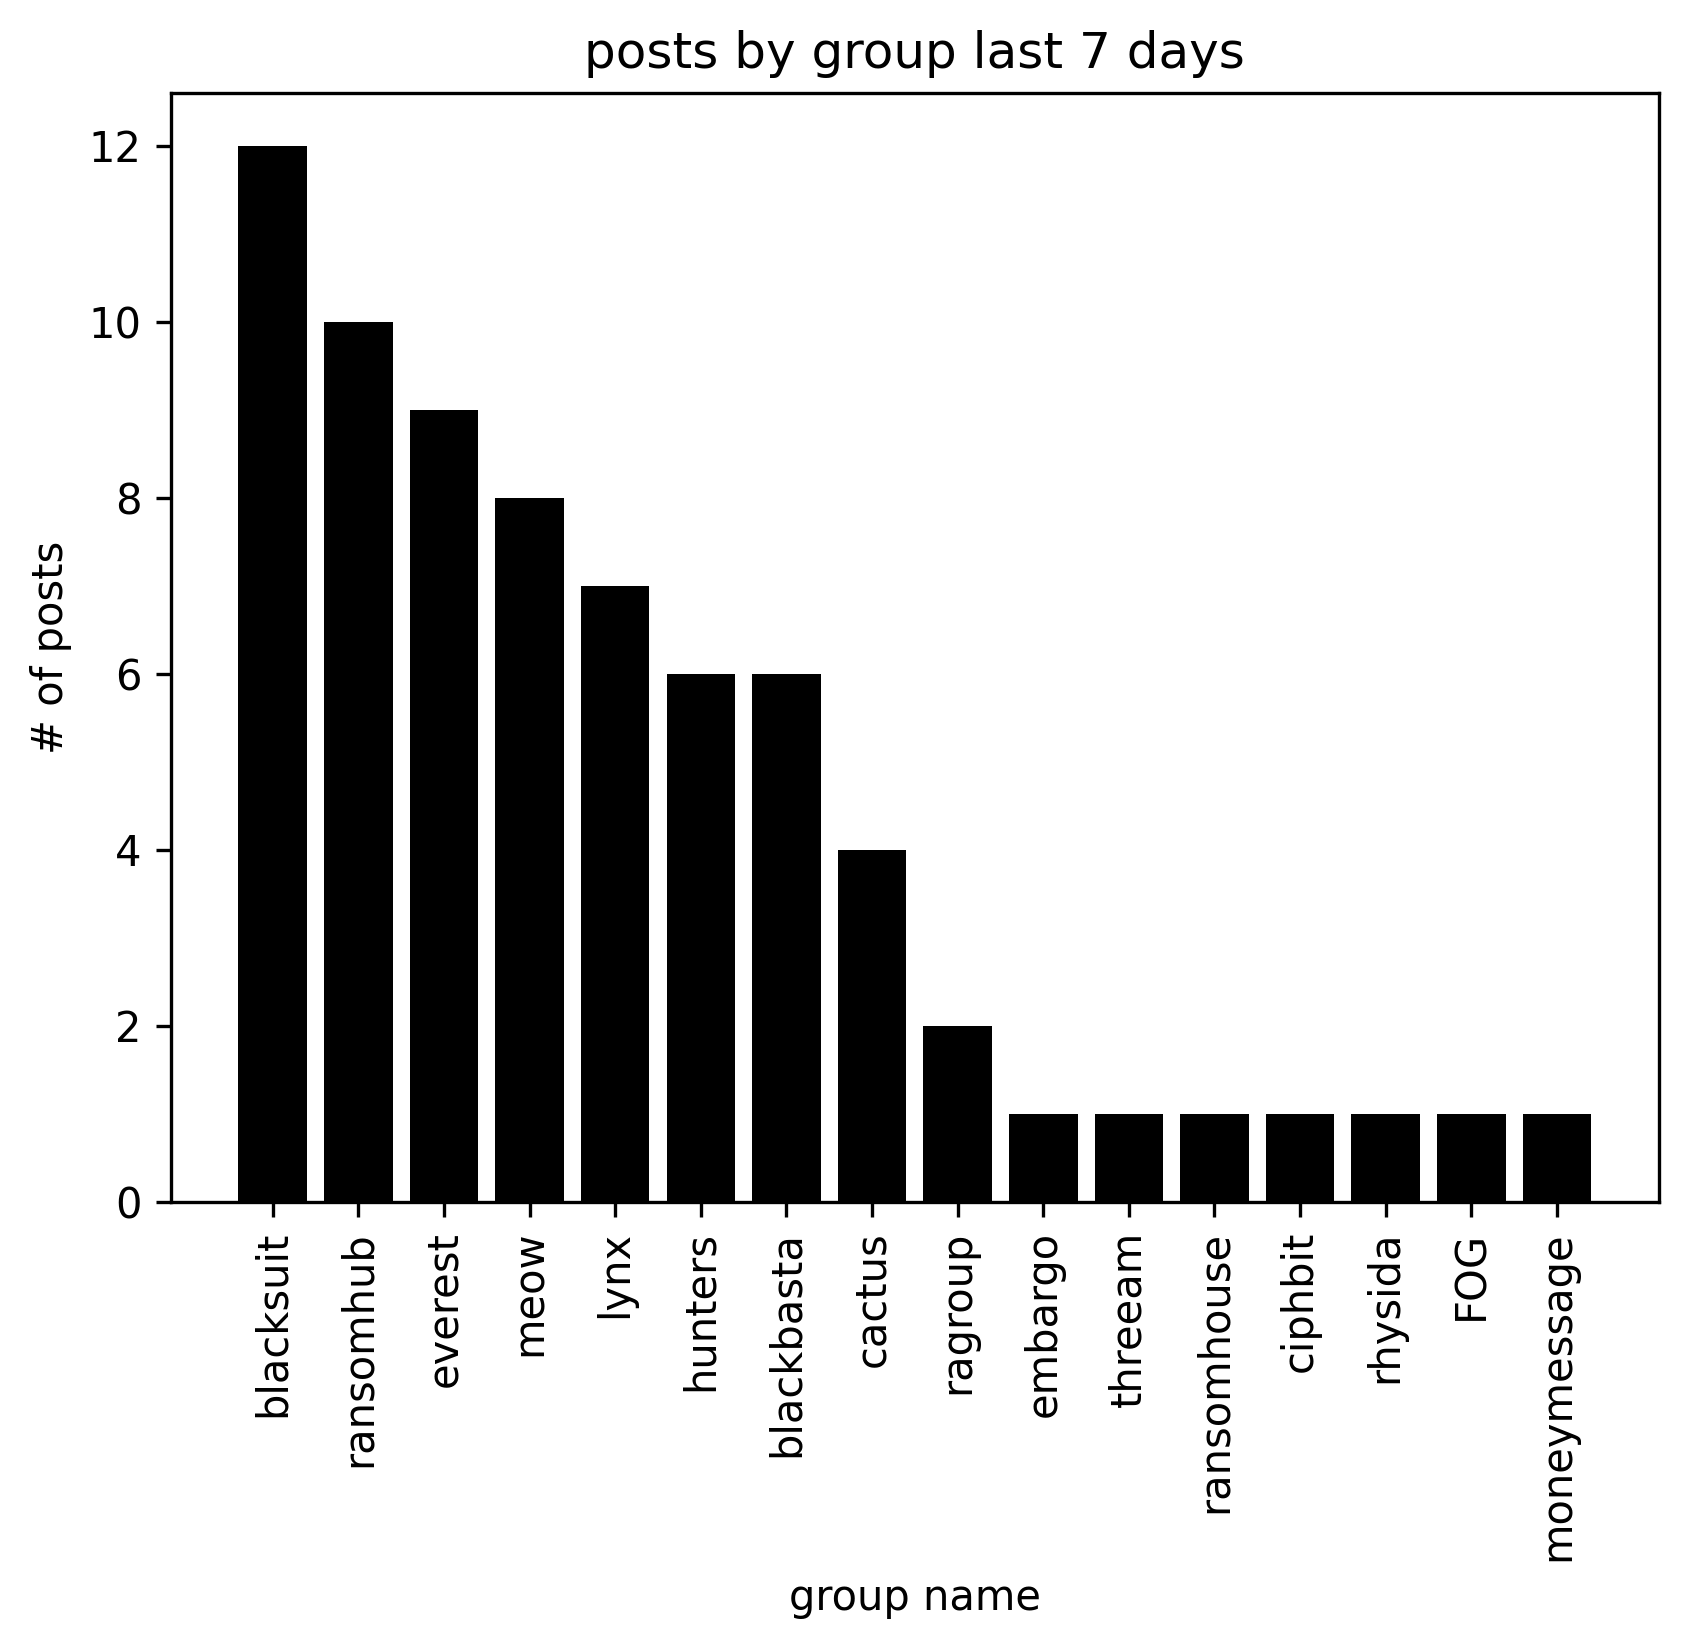 posts by group last 7 days
# of posts
12
10
8
6
4
2
0
blacksuit
ransomhub
everest
meow
lynx
hunters
blackbasta
cactus
ragroup
embargo
threeam
ransomhouse
ciphbit
rhysida
FOG
moneymessage
group name